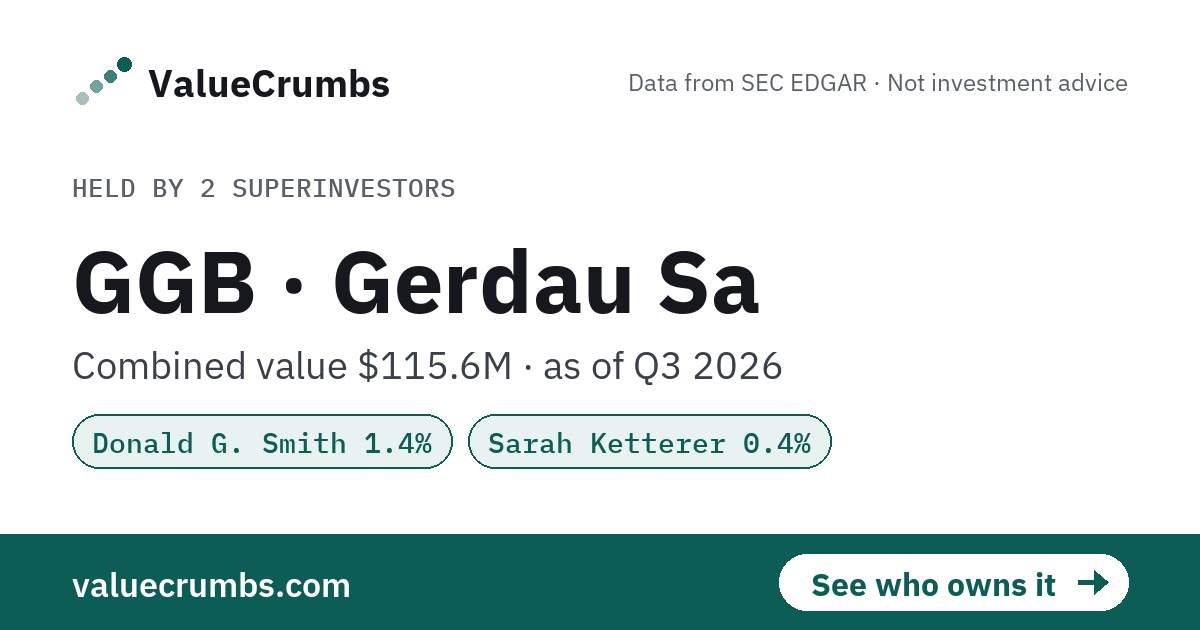 ValueCrumbs
Data from SEC EDGAR · Not investment advice
HELD BY 2 SUPERINVESTORS
GGB · Gerdau Sa
Combined value $115.6M · as of Q3 2026
Donald G. Smith 1.4%
Sarah Ketterer 0.4%
valuecrumbs.com
See who owns it →